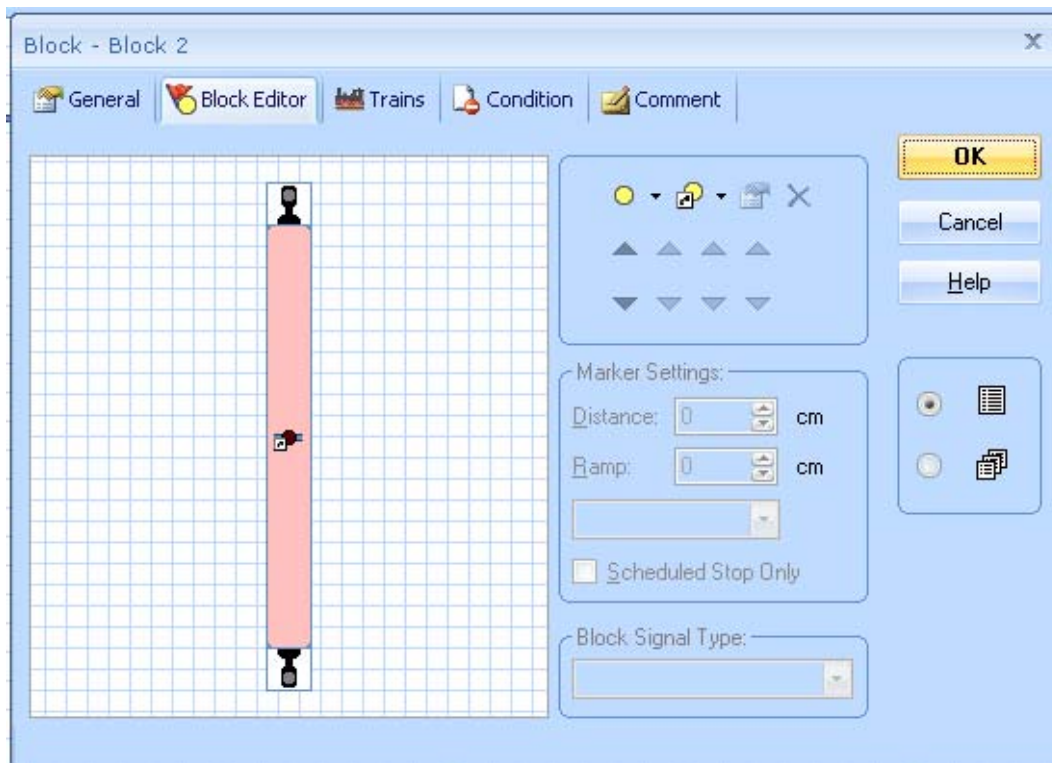 Block - Block 2
General Block Editor Trains Condition Comment
OK
Cancel
Help
Marker Settings:
Distance: 0 cm
Ramp: 0 cm
Scheduled Stop Only
Block Signal Type: